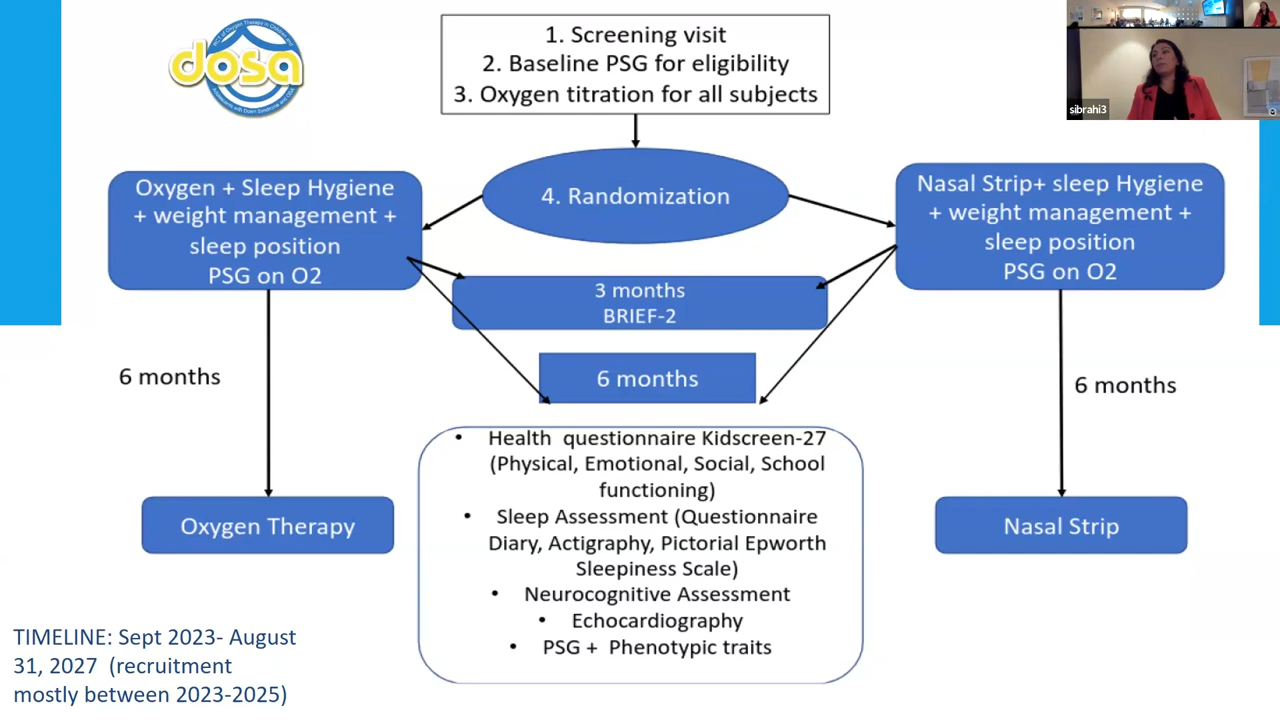 dosa
1. Screening visit
2. Baseline PSG for eligibility
3. Oxygen titration for all subjects
sibrahi3
4. Randomization
Oxygen + Sleep Hygiene
+ weight management +
sleep position
PSG on O2
Nasal Strip+ sleep Hygiene
+ weight management +
sleep position
PSG on O2
3 months
BRIEF-2
6 months
6 months
6 months
• Health questionnaire Kidscreen-27
(Physical, Emotional, Social, School
functioning)
• Sleep Assessment (Questionnaire
Diary, Actigraphy, Pictorial Epworth
Sleepiness Scale)
• Neurocognitive Assessment
• Echocardiography
• PSG + Phenotypic traits
Oxygen Therapy
Nasal Strip
TIMELINE: Sept 2023- August
31, 2027 (recruitment
mostly between 2023-2025)